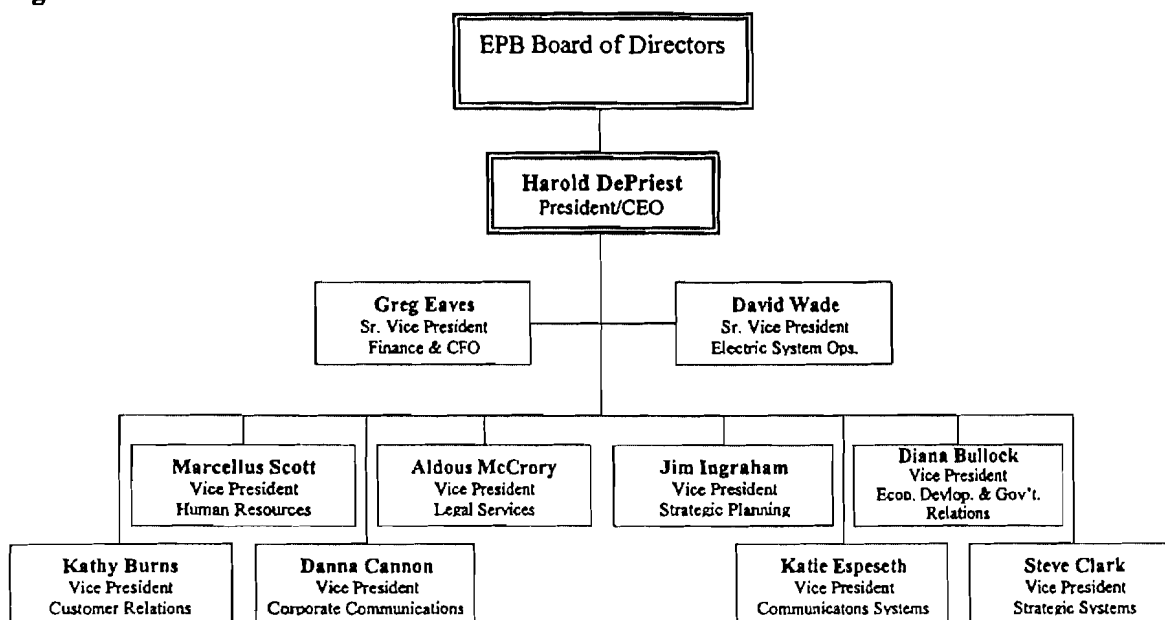 EPB Board of Directors
Harold DePriest
President/CEO
Greg Eaves
Sr. Vice President
Finance & CFO
David Wade
Sr. Vice President
Electric System Ops.
Marcellus Scott
Vice President
Human Resources
Aldous McCrory
Vice President
Legal Services
Jim Ingraham
Vice President
Strategic Planning
Diana Bullock
Vice President
Econ. Devlop. & Gov't.
Relations
Kathy Burns
Vice President
Customer Relations
Danna Cannon
Vice President
Corporate Communications
Katie Espeseth
Vice President
Communicatons Systems
Steve Clark
Vice President
Strategic Systems